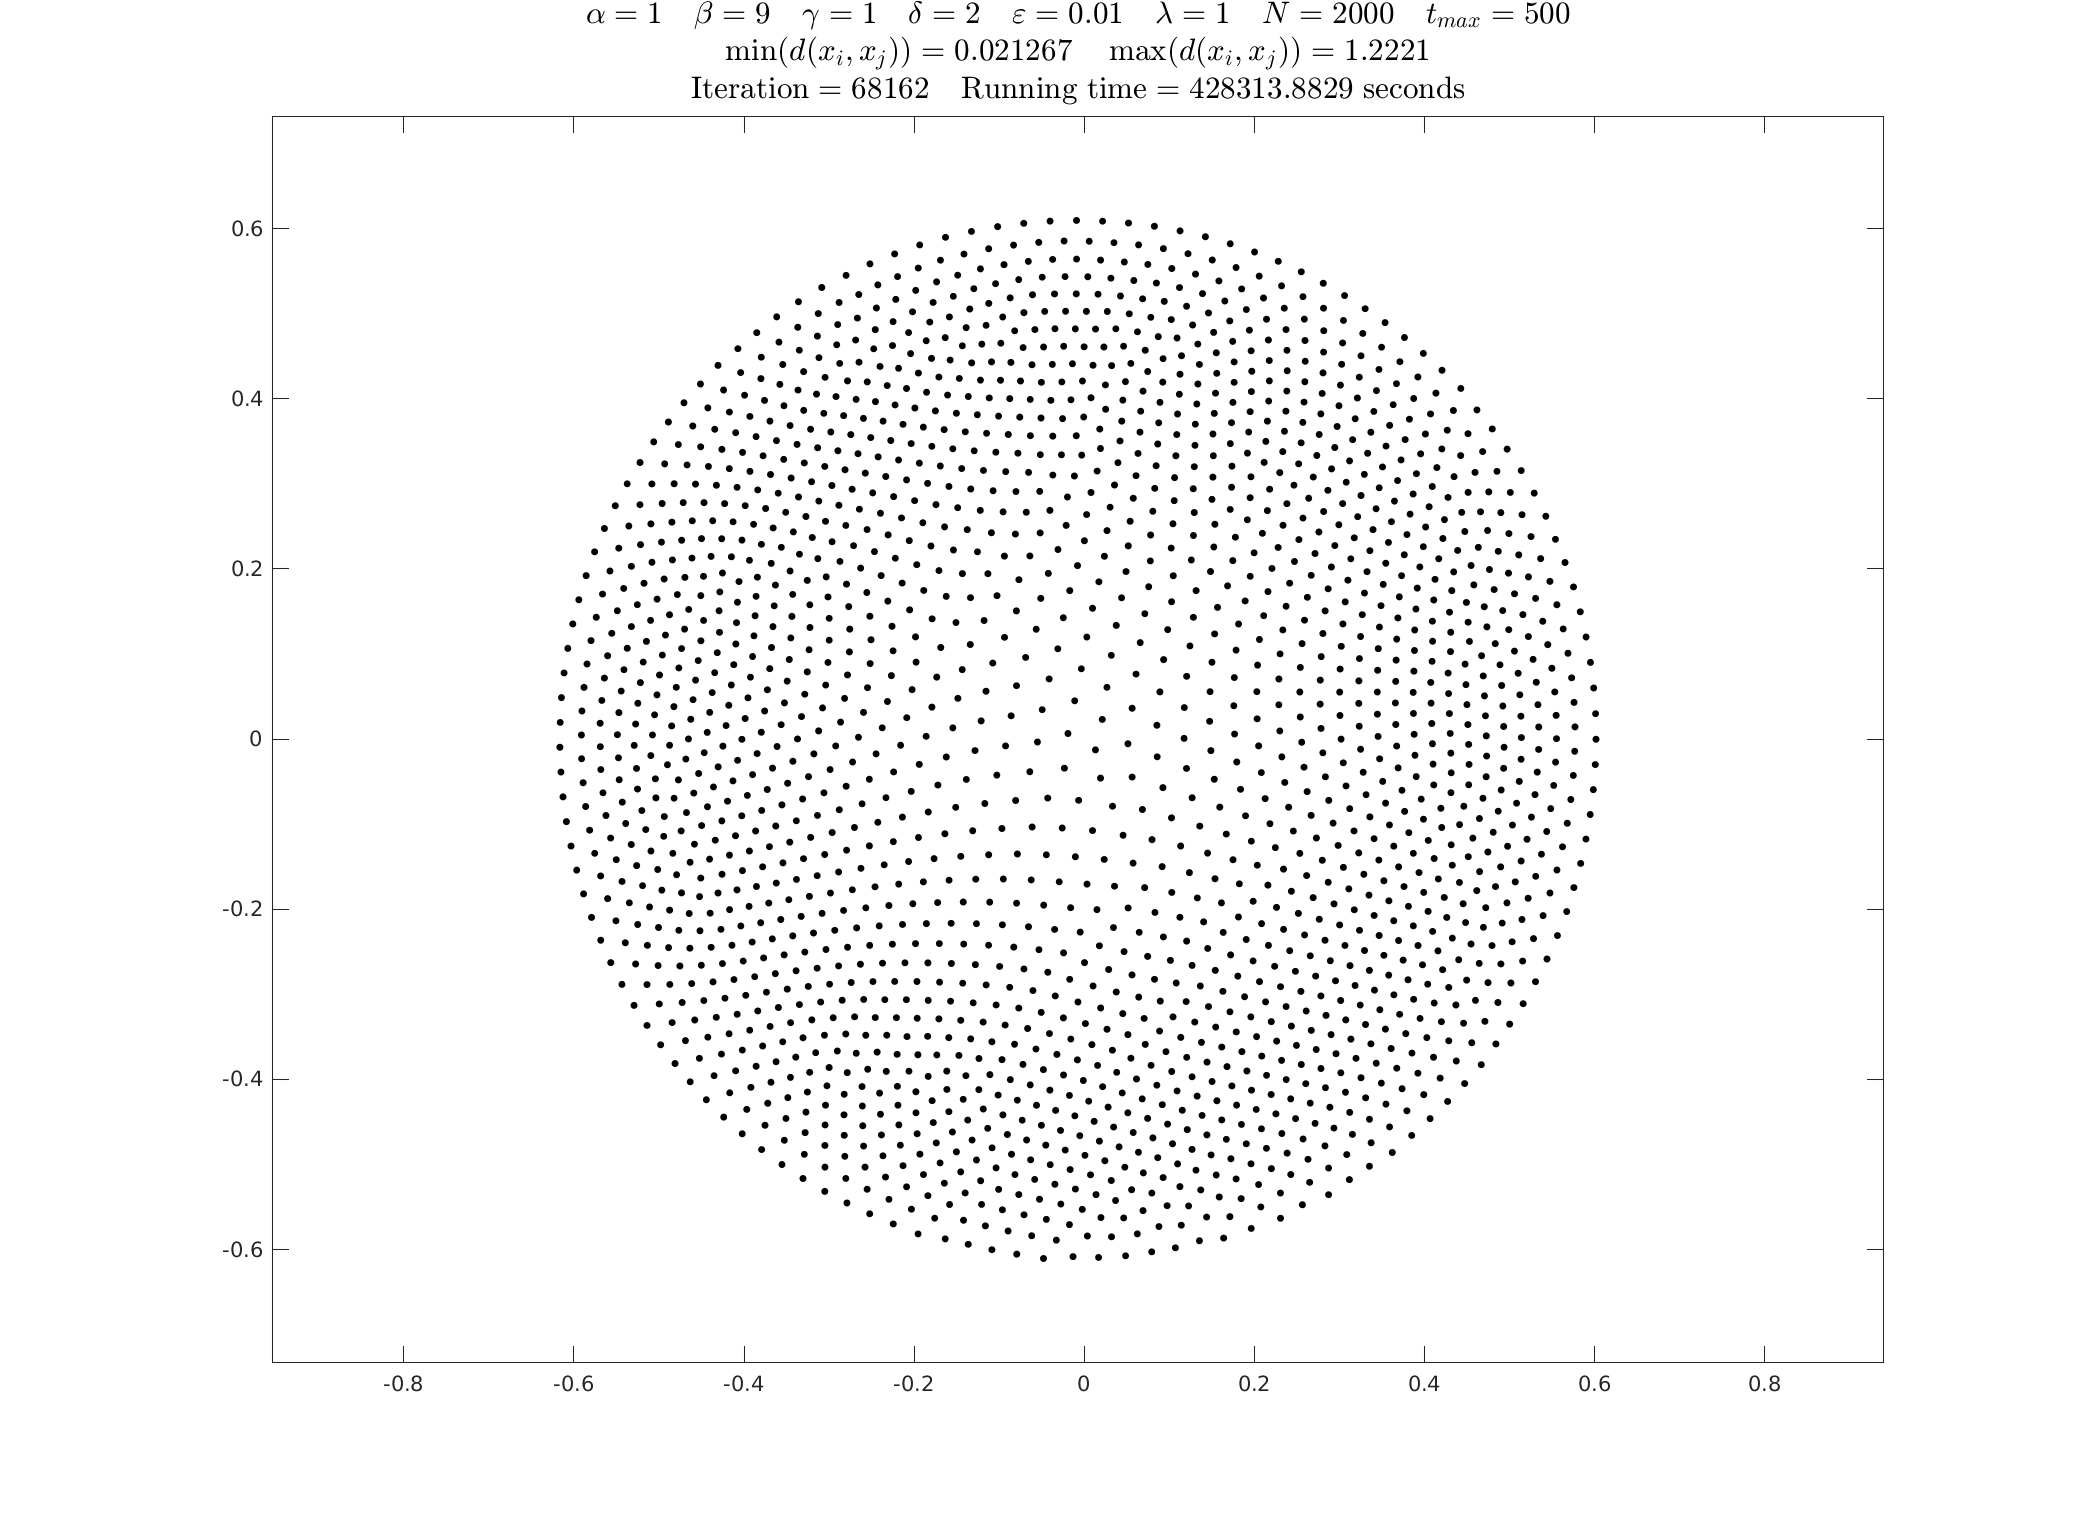 α = 1 β = 9 γ = 1 δ = 2 ε = 0.01 λ = 1 N = 2000 t_{max} = 500
min(d(x_i, x_j)) = 0.021267 max(d(x_i, x_j)) = 1.2221
Iteration = 68162 Running time = 428313.8829 seconds
0.6
0.4
0.2
0
-0.2
-0.4
-0.6
-0.8 -0.6 -0.4 -0.2 0 0.2 0.4 0.6 0.8